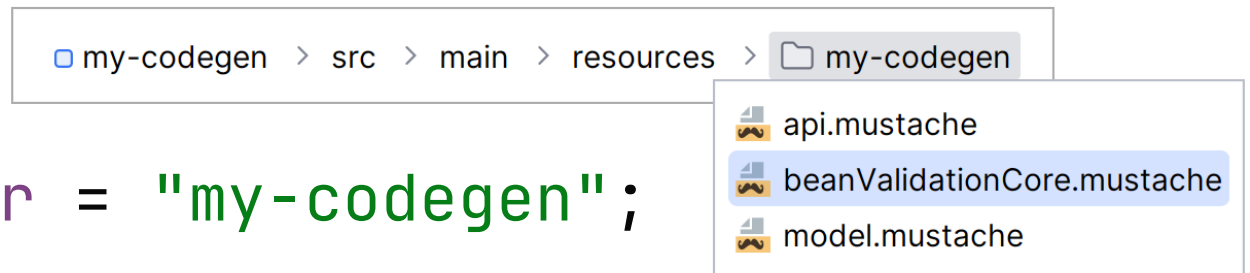 my-codegen > src > main > resources > my-codegen
api.mustache
beanValidationCore.mustache
r = "my-codegen";
model.mustache